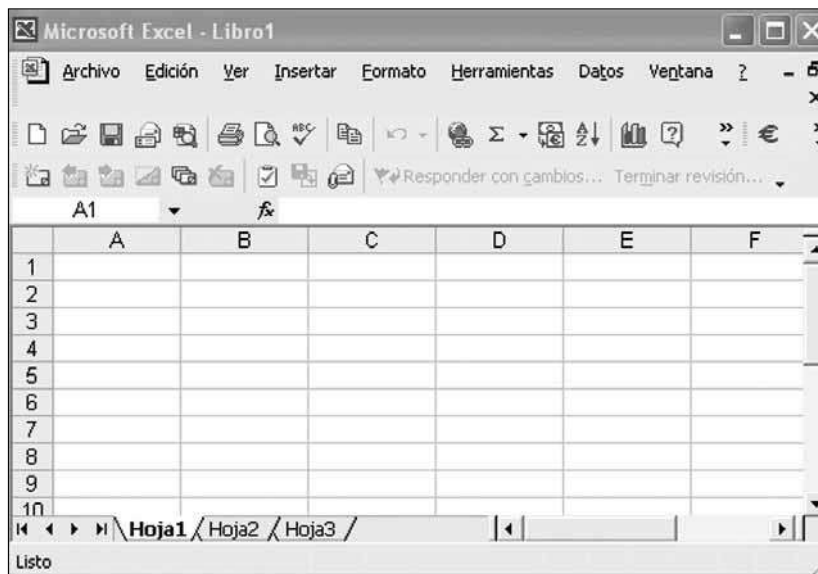 Microsoft Excel - Libro1
Archivo Edición Ver Insertar Formato Herramientas Datos Ventana ?
ABC Σ A Z € ?
Responder con cambios... Terminar revisión...
A1 fx
A B C D E F
1
2
3
4
5
6
7
8
9
10
Hoja1 Hoja2 Hoja3
Listo